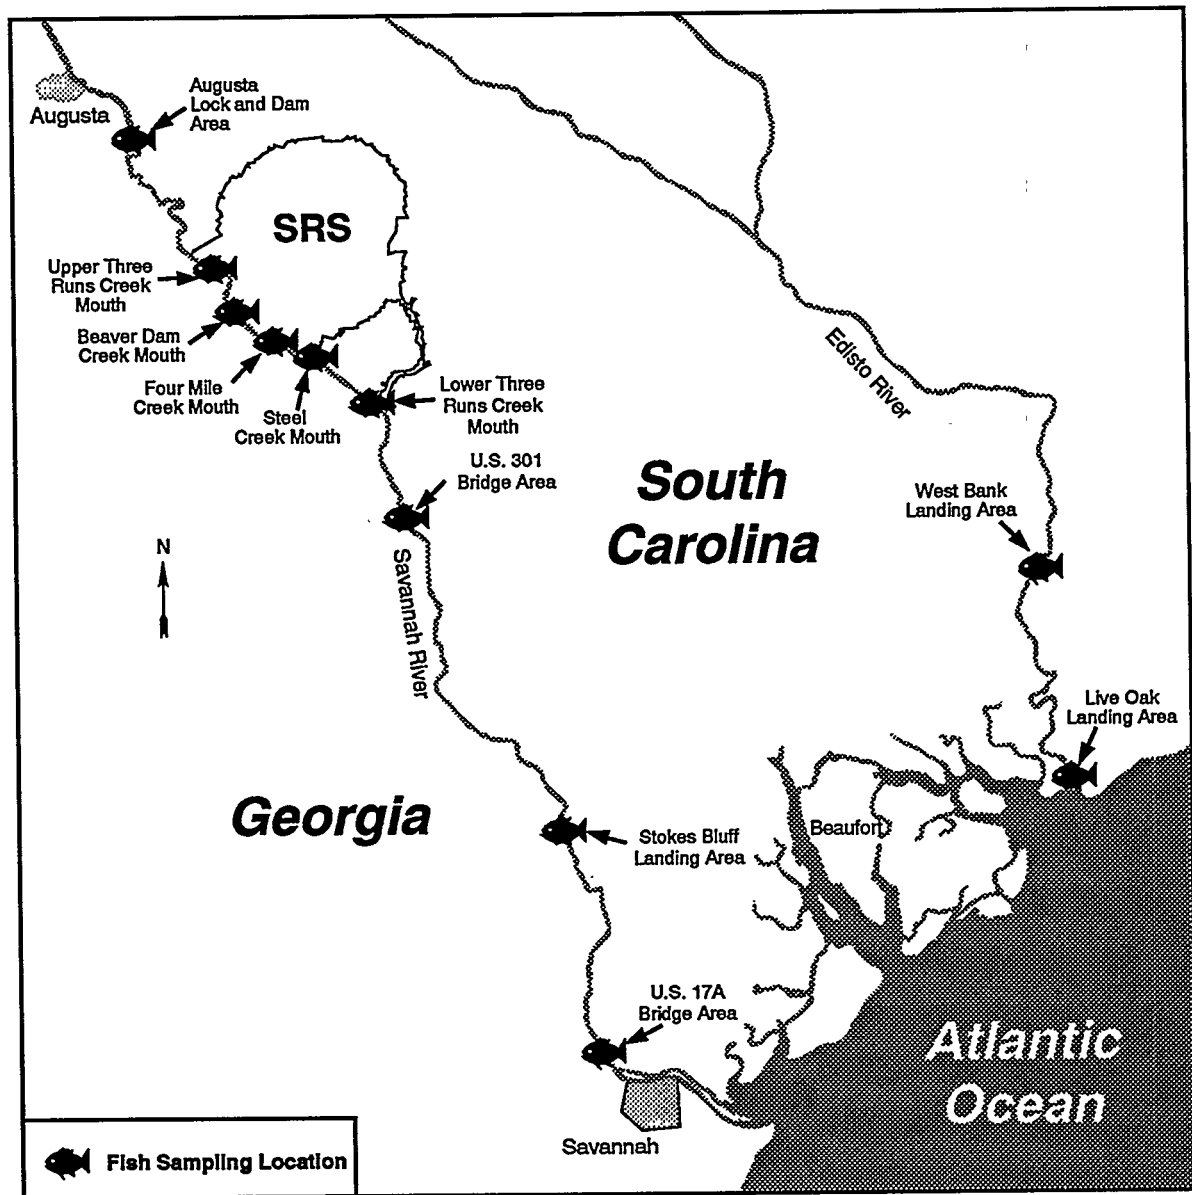 Augusta
Lock and Dam
Area
Augusta
SRS
Upper Three
Runs Creek
Mouth
Beaver Dam
Creek Mouth
Four Mile
Creek Mouth
Steel
Creek Mouth
Lower Three
Runs Creek
Mouth
U.S. 301
Bridge Area
Edisto River
South
Carolina
West Bank
Landing Area
N
Savannah River
Live Oak
Landing Area
Georgia
Beaufort
Stokes Bluff
Landing Area
U.S. 17A
Bridge Area
Atlantic
Ocean
Savannah
Fish Sampling Location